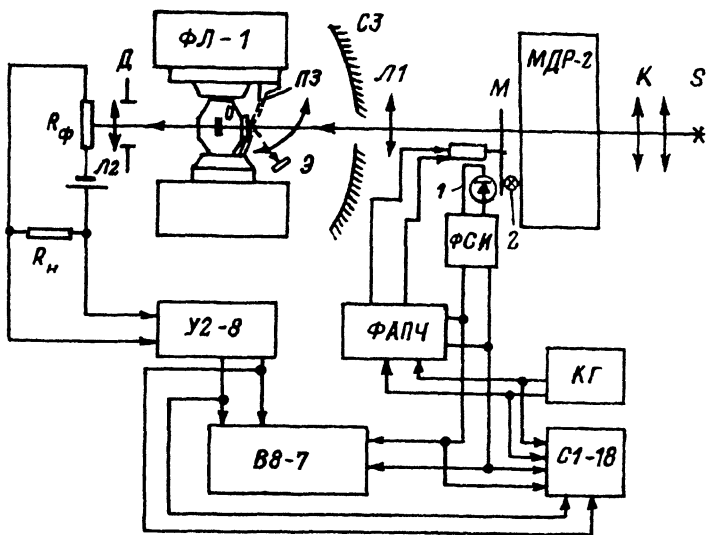 ФЛ-1
СЗ
Д
ПЗ
Л1
МДР-2
К
S
М
О
Rф
Э
Л2
1
2
ФСИ
Rн
У2-8
ФАПЧ
КГ
В8-7
С1-18